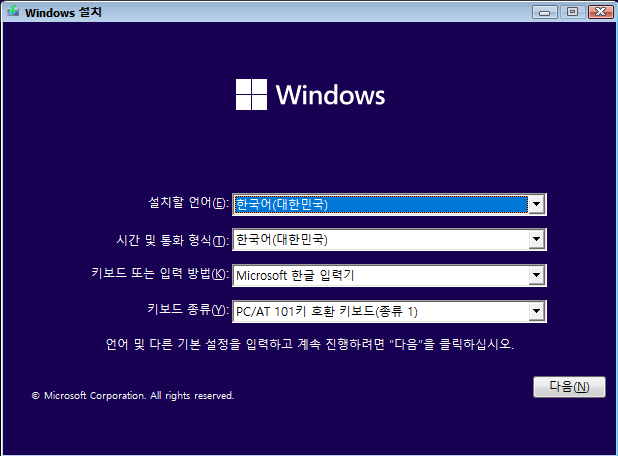 Windows 설치
Windows
설치할 언어(E): 한국어(대한민국)
시간 및 통화 형식(T): 한국어(대한민국)
키보드 또는 입력 방법(K): Microsoft 한글 입력기
키보드 종류(Y): PC/AT 101키 호환 키보드(종류 1)
언어 및 다른 기본 설정을 입력하고 계속 진행하려면 "다음"을 클릭하십시오.
다음(N)
© Microsoft Corporation. All rights reserved.